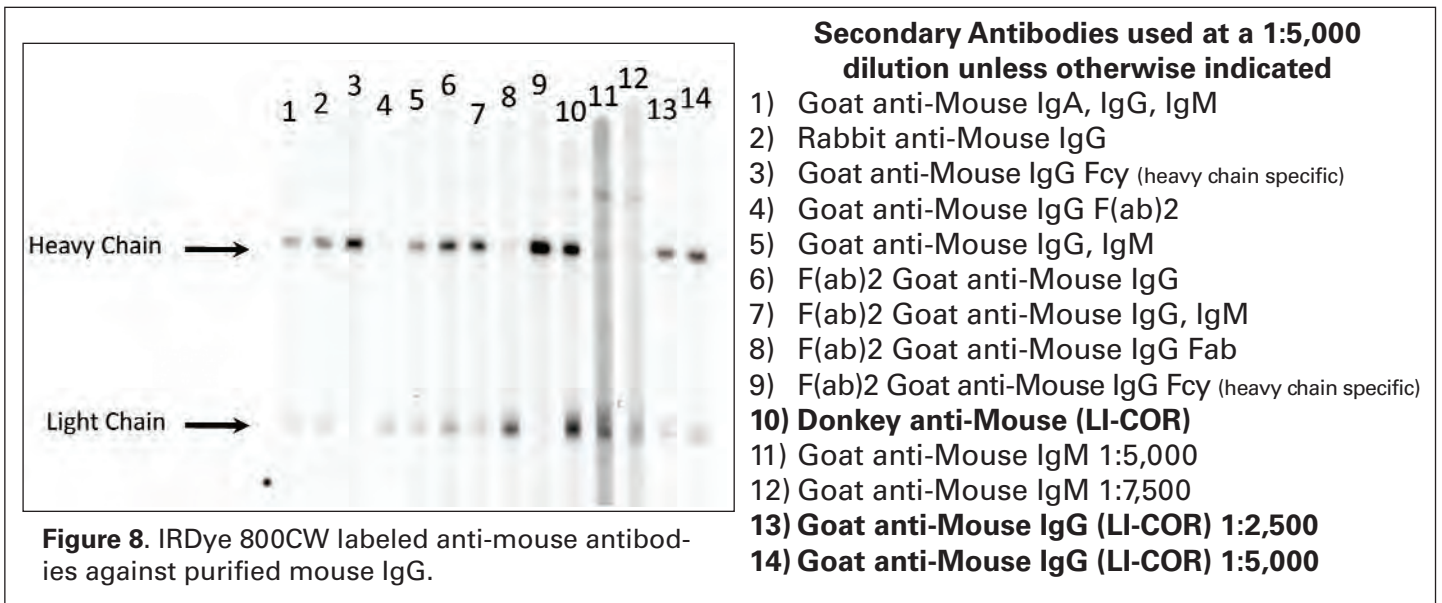 1 2 3 4 5 6 7 8 9 10 11 12 13 14
Heavy Chain
Light Chain
Figure 8. IRDye 800CW labeled anti-mouse antibod-
ies against purified mouse IgG.
Secondary Antibodies used at a 1:5,000
dilution unless otherwise indicated
1) Goat anti-Mouse IgA, IgG, IgM
2) Rabbit anti-Mouse IgG
3) Goat anti-Mouse IgG Fcy (heavy chain specific)
4) Goat anti-Mouse IgG F(ab)2
5) Goat anti-Mouse IgG, IgM
6) F(ab)2 Goat anti-Mouse IgG
7) F(ab)2 Goat anti-Mouse IgG, IgM
8) F(ab)2 Goat anti-Mouse IgG Fab
9) F(ab)2 Goat anti-Mouse IgG Fcy (heavy chain specific)
10) Donkey anti-Mouse (LI-COR)
11) Goat anti-Mouse IgM 1:5,000
12) Goat anti-Mouse IgM 1:7,500
13) Goat anti-Mouse IgG (LI-COR) 1:2,500
14) Goat anti-Mouse IgG (LI-COR) 1:5,000